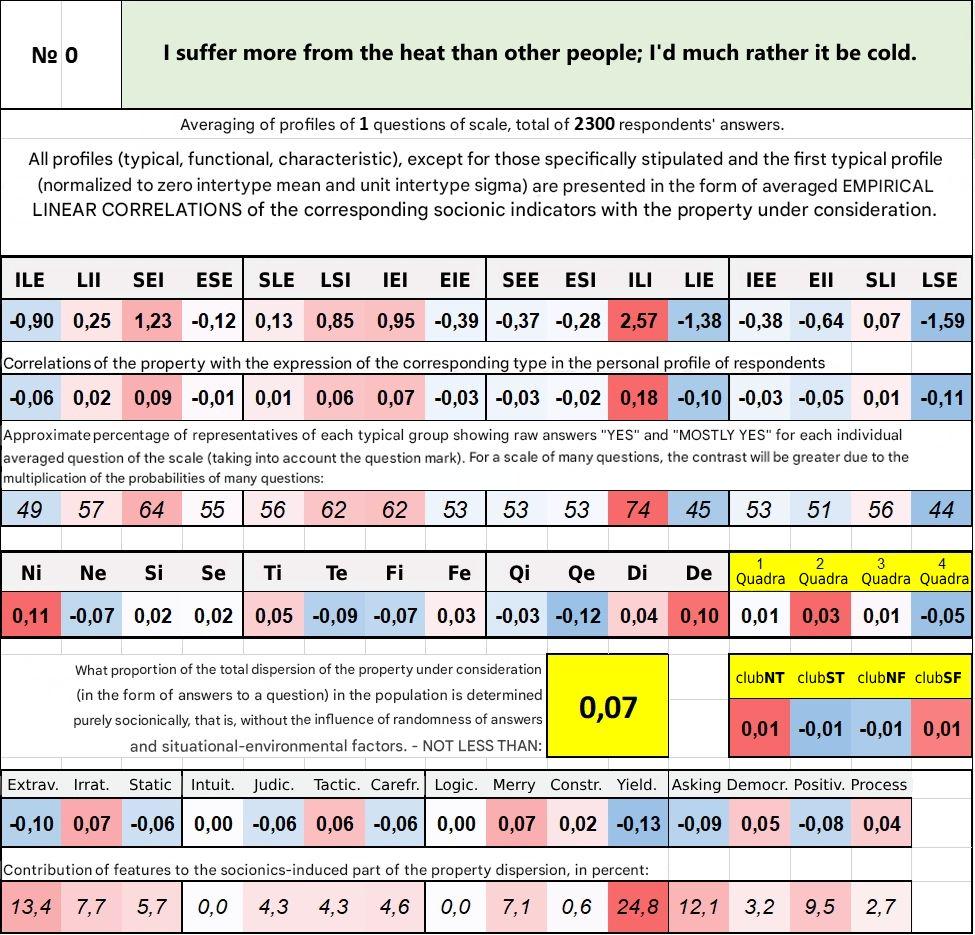 № 0 I suffer more from the heat than other people; I'd much rather it be cold.
Averaging of profiles of 1 questions of scale, total of 2300 respondents' answers.
All profiles (typical, functional, characteristic), except for those specifically stipulated and the first typical profile
(normalized to zero intertype mean and unit intertype sigma) are presented in the form of averaged EMPIRICAL
LINEAR CORRELATIONS of the corresponding socionic indicators with the property under consideration.
ILE LII SEI ESE SLE LSI IEI EIE SEE ESI ILI LIE IEE EII SLI LSE
-0,90 0,25 1,23 -0,12 0,13 0,85 0,95 -0,39 -0,37 -0,28 2,57 -1,38 -0,38 -0,64 0,07 -1,59
Correlations of the property with the expression of the corresponding type in the personal profile of respondents
-0,06 0,02 0,09 -0,01 0,01 0,06 0,07 -0,03 -0,03 -0,02 0,18 -0,10 -0,03 -0,05 0,01 -0,11
Approximate percentage of representatives of each typical group showing raw answers "YES" and "MOSTLY YES" for each individual
averaged question of the scale (taking into account the question mark). For a scale of many questions, the contrast will be greater due to the
multiplication of the probabilities of many questions:
49 57 64 55 56 62 62 53 53 53 74 45 53 51 56 44
Ni Ne Si Se Ti Te Fi Fe Qi Qe Di De 1 Quadra 2 Quadra 3 Quadra 4 Quadra
0,11 -0,07 0,02 0,02 0,05 -0,09 -0,07 0,03 -0,03 -0,12 0,04 0,10 0,01 0,03 0,01 -0,05
What proportion of the total dispersion of the property under consideration
(in the form of answers to a question) in the population is determined
purely socionically, that is, without the influence of randomness of answers
and situational-environmental factors. - NOT LESS THAN:
0,07
clubNT clubST clubNF clubSF
0,01 -0,01 -0,01 0,01
Extrav. Irrat. Static Intuit. Judic. Tactic. Carefr. Logic. Merry Constr. Yield. Asking Democr. Positiv. Process
-0,10 0,07 -0,06 0,00 -0,06 0,06 -0,06 0,00 0,07 0,02 -0,13 -0,09 0,05 -0,08 0,04
Contribution of features to the socionics-induced part of the property dispersion, in percent:
13,4 7,7 5,7 0,0 4,3 4,3 4,6 0,0 7,1 0,6 24,8 12,1 3,2 9,5 2,7